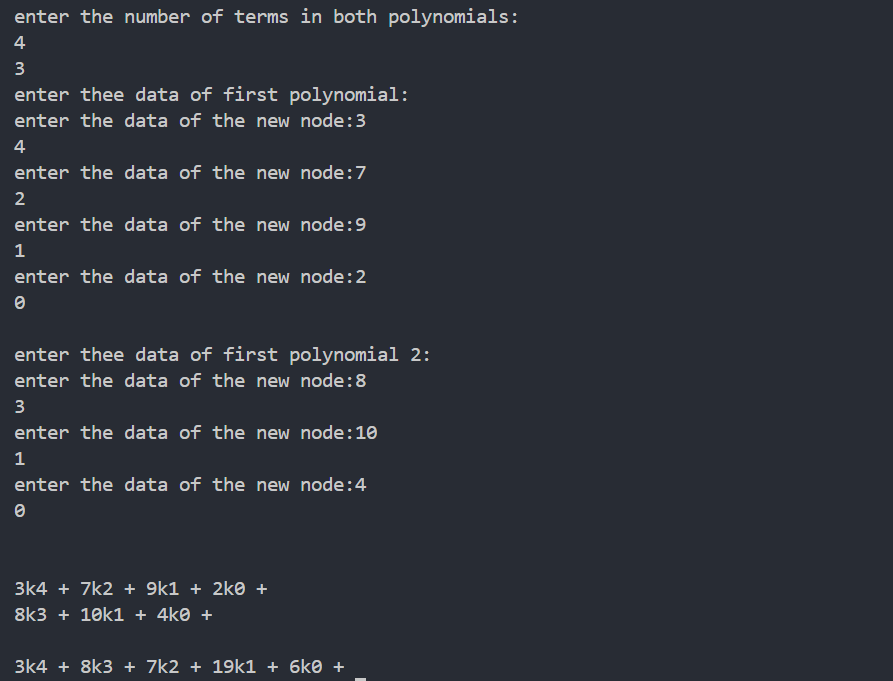 enter the number of terms in both polynomials:
4
3
enter thee data of first polynomial:
enter the data of the new node:3
4
enter the data of the new node:7
2
enter the data of the new node:9
1
enter the data of the new node:2
0
enter thee data of first polynomial 2:
enter the data of the new node:8
3
enter the data of the new node:10
1
enter the data of the new node:4
0
3k4 + 7k2 + 9k1 + 2k0 +
8k3 + 10k1 + 4k0 +
3k4 + 8k3 + 7k2 + 19k1 + 6k0 +